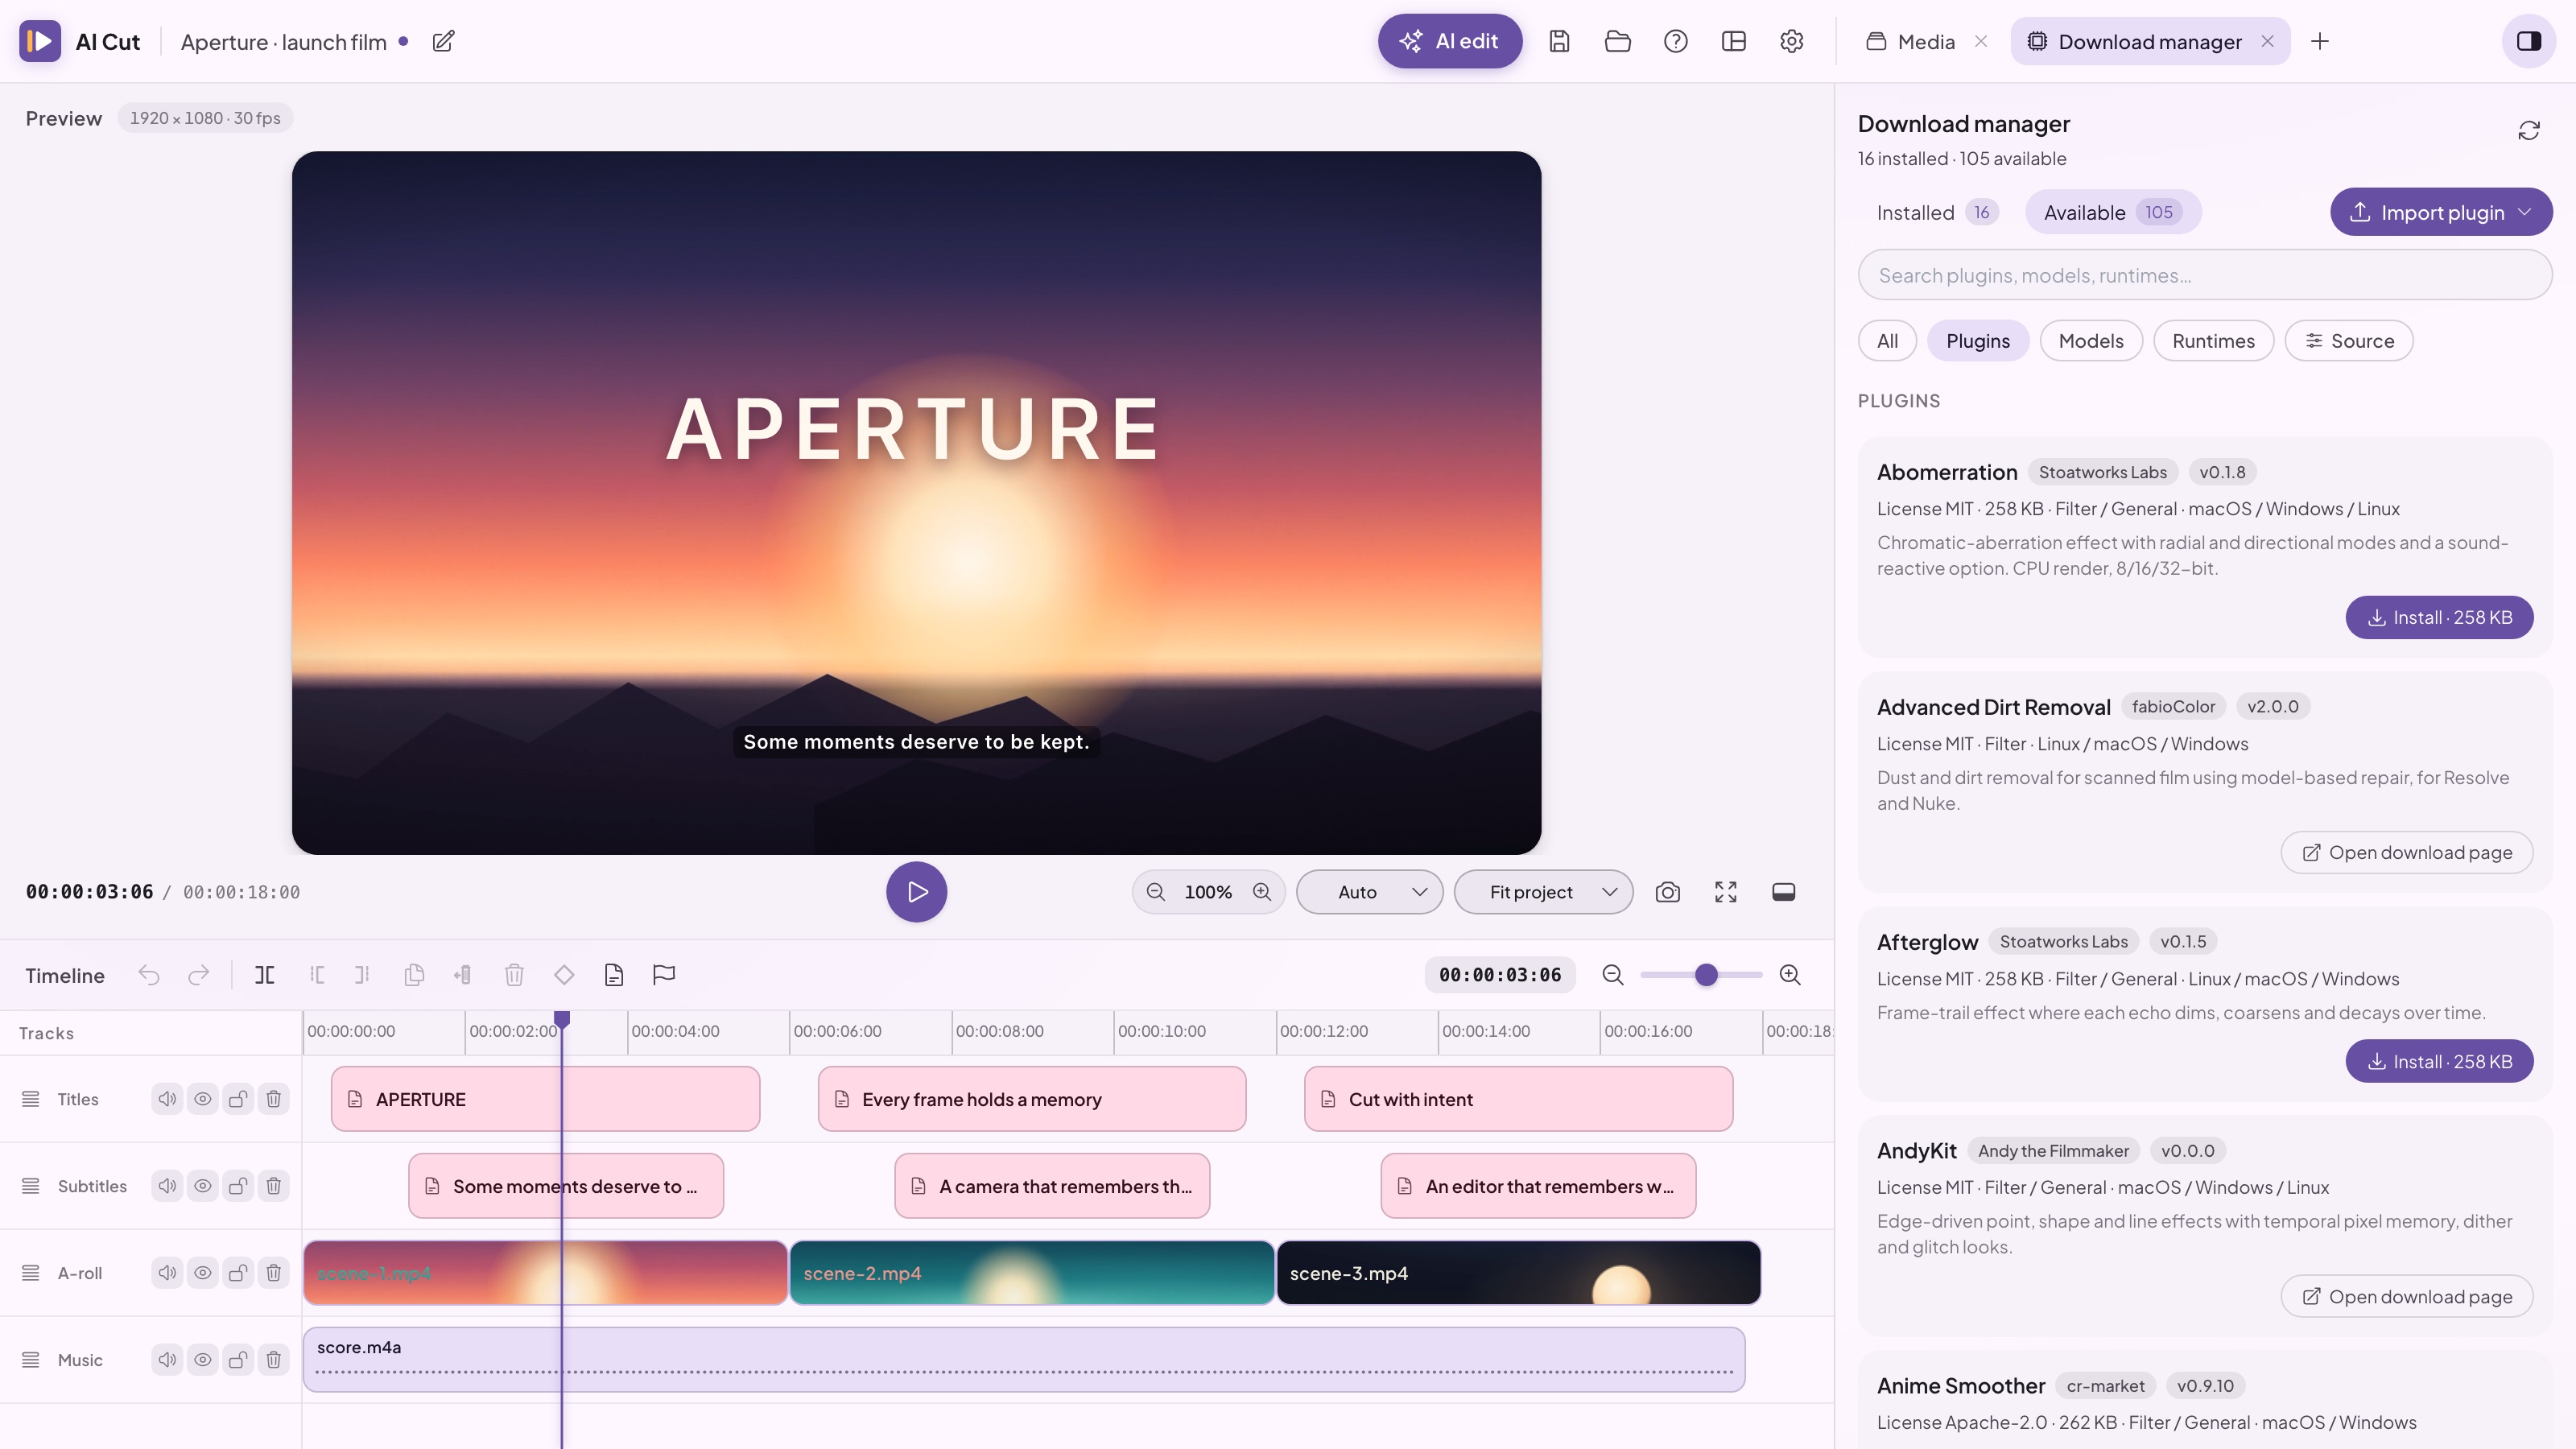 AI Cut
Aperture · launch film
AI edit
Media
Download manager
Preview
1920 × 1080 · 30 fps
APERTURE
Some moments deserve to be kept.
00:00:03:06 / 00:00:18:00
100%
Auto
Fit project
Timeline
00:00:03:06
Tracks
00:00:00:00
00:00:02:00
00:00:04:00
00:00:06:00
00:00:08:00
00:00:10:00
00:00:12:00
00:00:14:00
00:00:16:00
00:00:18:
Titles
APERTURE
Every frame holds a memory
Cut with intent
Subtitles
Some moments deserve to ...
A camera that remembers th...
An editor that remembers w...
A-roll
scene-1.mp4
scene-2.mp4
scene-3.mp4
Music
score.m4a
Download manager
16 installed · 105 available
Installed 16
Available 105
Import plugin
Search plugins, models, runtimes...
All
Plugins
Models
Runtimes
Source
PLUGINS
Abomerration Stoatworks Labs v0.1.8
License MIT · 258 KB · Filter / General · macOS / Windows / Linux
Chromatic-aberration effect with radial and directional modes and a sound-
reactive option. CPU render, 8/16/32-bit.
Install · 258 KB
Advanced Dirt Removal fabioColor v2.0.0
License MIT · Filter · Linux / macOS / Windows
Dust and dirt removal for scanned film using model-based repair, for Resolve
and Nuke.
Open download page
Afterglow Stoatworks Labs v0.1.5
License MIT · 258 KB · Filter / General · Linux / macOS / Windows
Frame-trail effect where each echo dims, coarsens and decays over time.
Install · 258 KB
AndyKit Andy the Filmmaker v0.0.0
License MIT · Filter / General · macOS / Windows / Linux
Edge-driven point, shape and line effects with temporal pixel memory, dither
and glitch looks.
Open download page
Anime Smoother cr-market v0.9.10
License Apache-2.0 · 262 KB · Filter / General · macOS / Windows